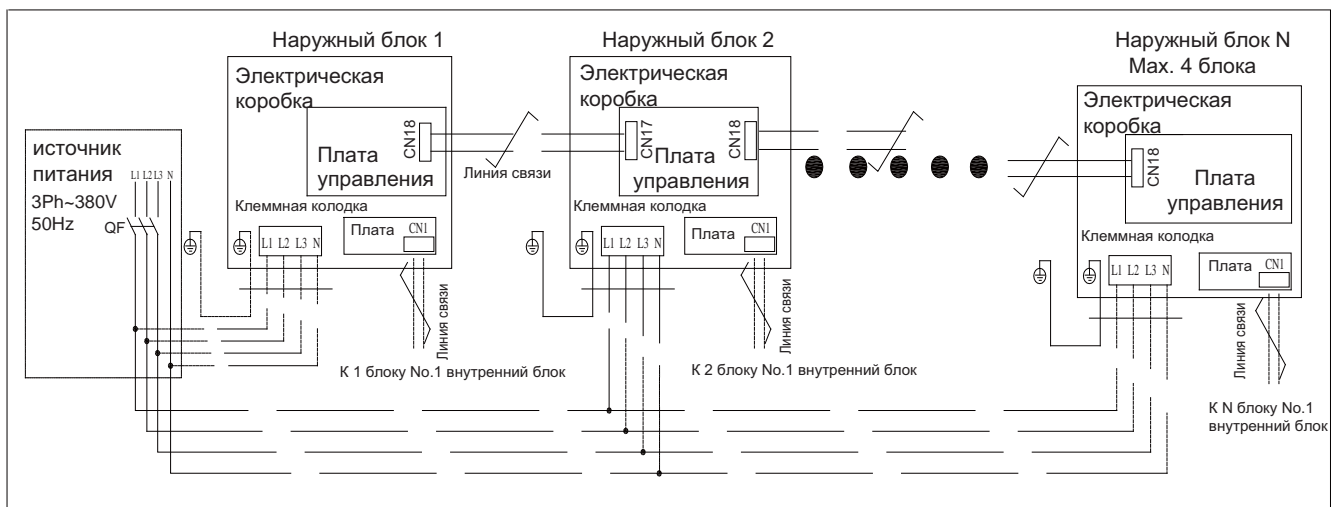 Наружный блок 1
Электрическая
коробка
CN18
Плата
управления
Клеммная колодка
L1 L2 L3 N
Плата
CN1
Линия связи
К 1 блоку No.1 внутренний блок
источник
питания
L1 L2 L3 N
3Ph~380V
50Hz
QF
Линия связи
Наружный блок 2
Электрическая
коробка
CN17
CN18
Плата
управления
Клеммная колодка
L1 L2 L3 N
Плата
CN1
Линия связи
К 2 блоку No.1 внутренний блок
Наружный блок N
Max. 4 блока
Электрическая
коробка
CN18
Плата
управления
Клеммная колодка
L1 L2 L3 N
Плата
CN1
Линия связи
К N блоку No.1
внутренний блок